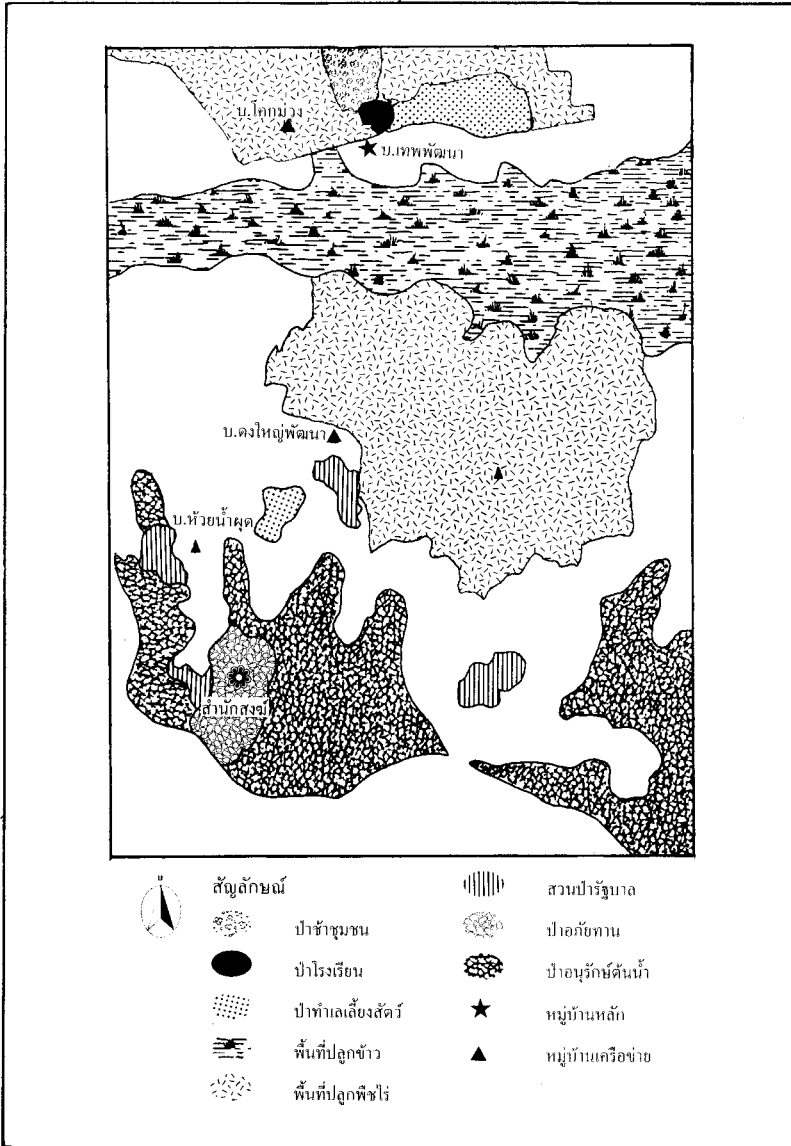 บ.โคกม่วง
บ.เทพพัฒนา
บ.ดงใหญ่พัฒนา
บ.ห้วยน้ำผุด
สำนักสงฆ์
สัญลักษณ์
ป่าช้าชุมชน
ป่าโรงเรียน
ป่าทำเลเลี้ยงสัตว์
พื้นที่ปลูกข้าว
พื้นที่ปลูกพืชไร่
สวนป่ารัฐบาล
ป่าอภัยทาน
ป่าอนุรักษ์ต้นน้ำ
หมู่บ้านหลัก
หมู่บ้านเครือข่าย